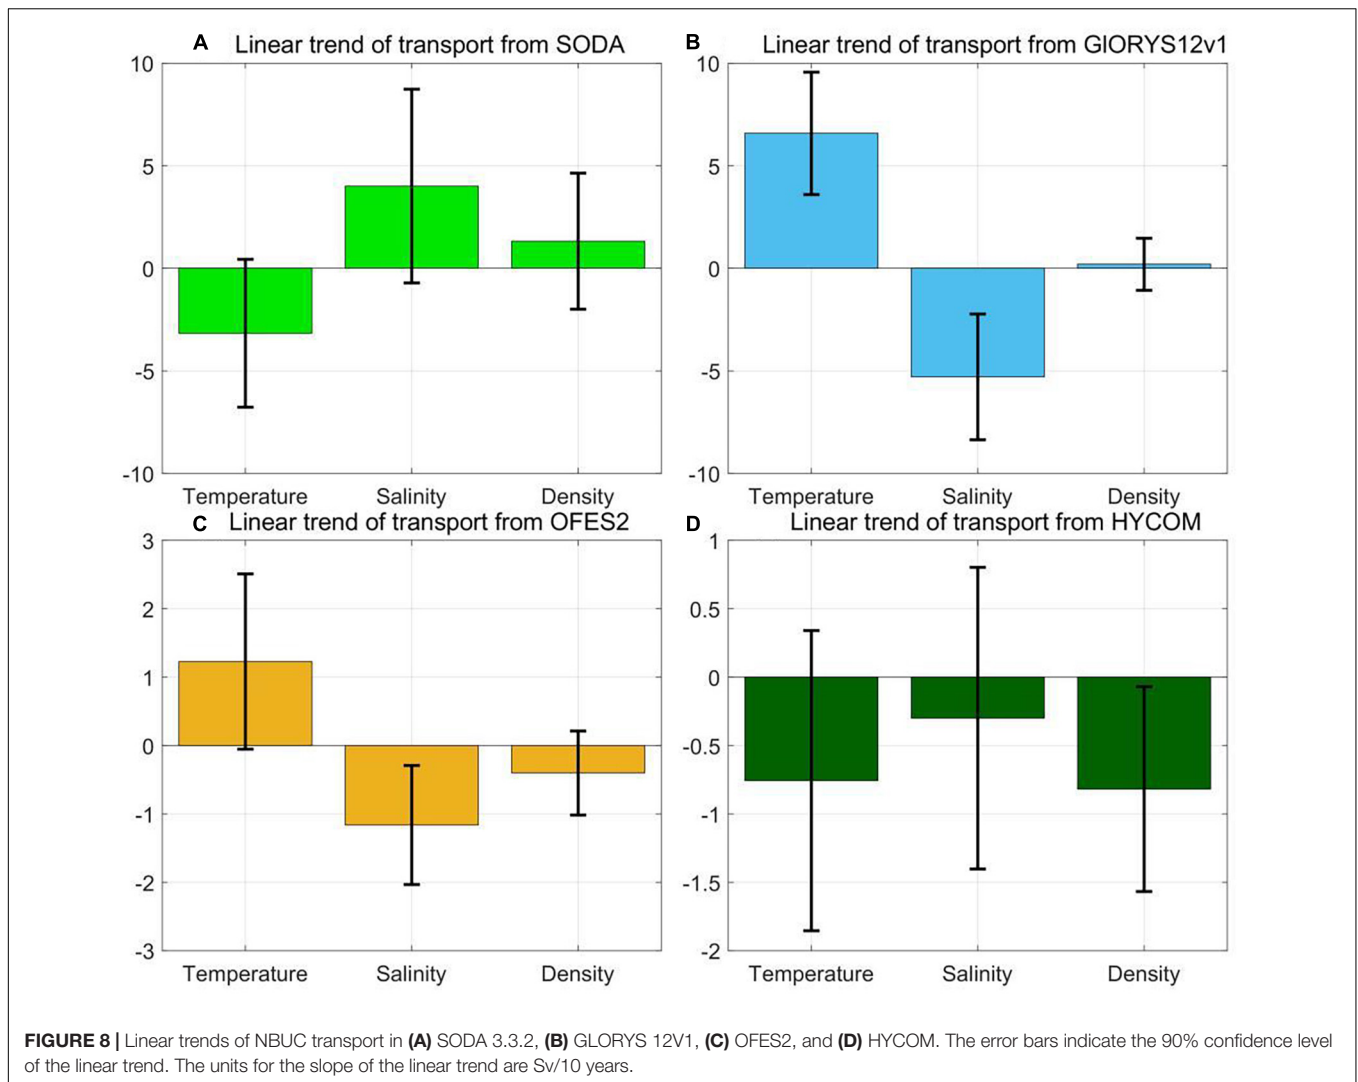 A Linear trend of transport from SODA
10
5
0
-5
-10
Temperature Salinity Density
B Linear trend of transport from GlORYS12v1
10
5
0
-5
-10
Temperature Salinity Density
C Linear trend of transport from OFES2
3
2
1
0
-1
-2
-3
Temperature Salinity Density
D Linear trend of transport from HYCOM
1
0.5
0
-0.5
-1
-1.5
-2
Temperature Salinity Density
FIGURE 8 | Linear trends of NBUC transport in (A) SODA 3.3.2, (B) GLORYS 12V1, (C) OFES2, and (D) HYCOM. The error bars indicate the 90% confidence level
of the linear trend. The units for the slope of the linear trend are Sv/10 years.